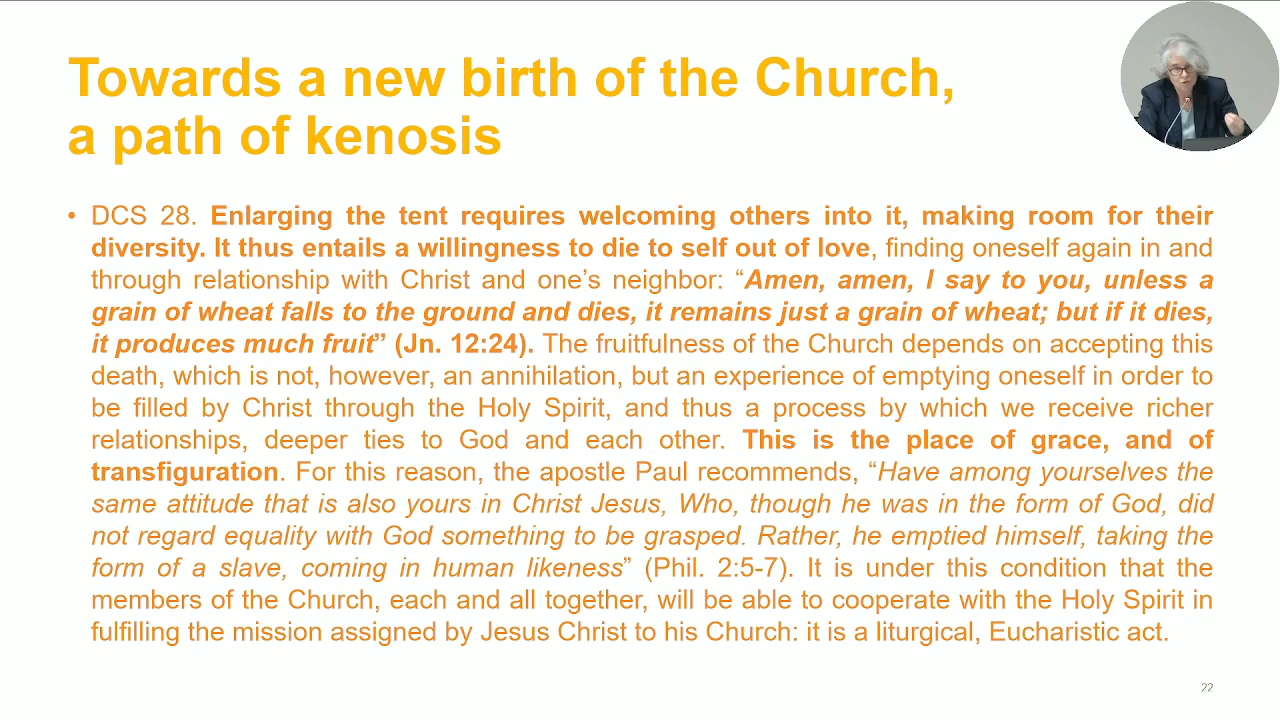 Towards a new birth of the Church,
a path of kenosis
• DCS 28. Enlarging the tent requires welcoming others into it, making room for their
diversity. It thus entails a willingness to die to self out of love, finding oneself again in and
through relationship with Christ and one’s neighbor: “Amen, amen, I say to you, unless a
grain of wheat falls to the ground and dies, it remains just a grain of wheat; but if it dies,
it produces much fruit” (Jn. 12:24). The fruitfulness of the Church depends on accepting this
death, which is not, however, an annihilation, but an experience of emptying oneself in order to
be filled by Christ through the Holy Spirit, and thus a process by which we receive richer
relationships, deeper ties to God and each other. This is the place of grace, and of
transfiguration. For this reason, the apostle Paul recommends, “Have among yourselves the
same attitude that is also yours in Christ Jesus, Who, though he was in the form of God, did
not regard equality with God something to be grasped. Rather, he emptied himself, taking the
form of a slave, coming in human likeness” (Phil. 2:5-7). It is under this condition that the
members of the Church, each and all together, will be able to cooperate with the Holy Spirit in
fulfilling the mission assigned by Jesus Christ to his Church: it is a liturgical, Eucharistic act.
22